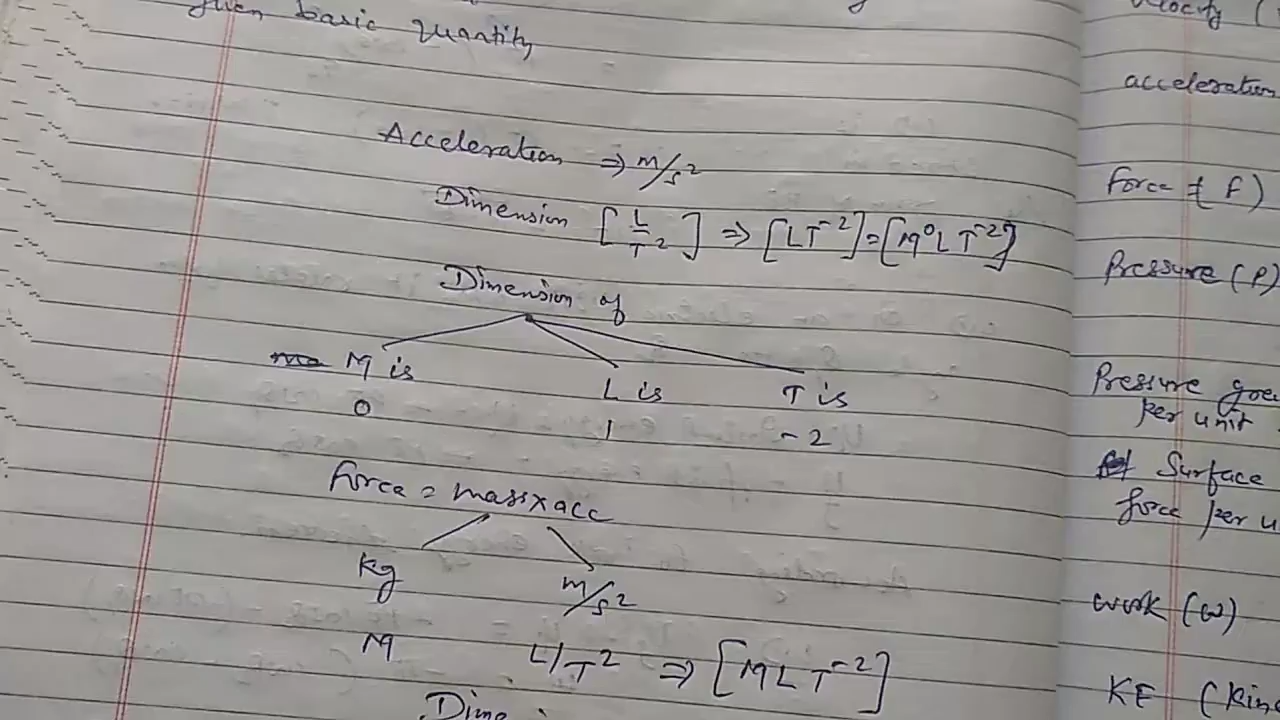 given basic quantity
Acceleration ⇒ m/s²
Dimension [L/T²] ⇒ [LT⁻²] = [M⁰LT⁻²]
Dimension of
M is L is T is
0 1 -2
Force = mass x acc
kg m/s²
M L/T² ⇒ [MLT⁻²]
velocity (
acceleration
Force (F)
Pressure (P)
Pressure
per unit
Surface
force per u
work (w)
KE (Kine